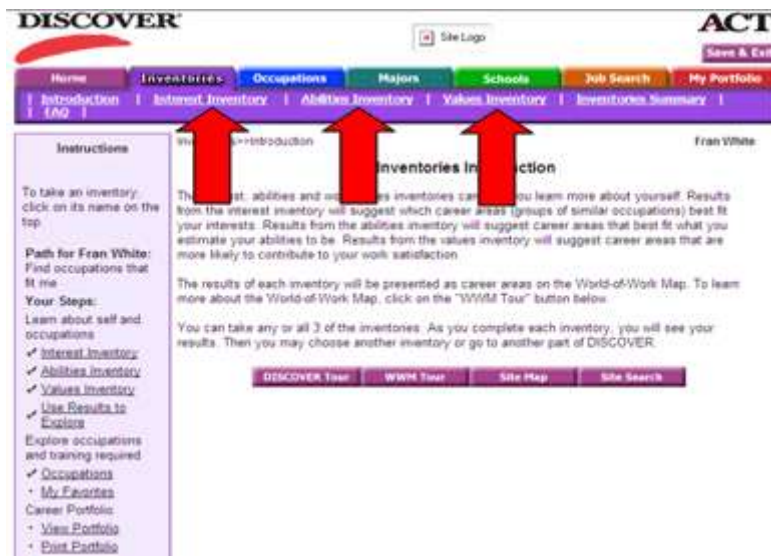 DISCOVER®
Site Logo
ACT
Save & Exit
Home Inventories Occupations Majors Schools Job Search My Portfolio
| Introduction | Interest Inventory | Abilities Inventory | Values Inventory | Inventories Summary |
| FAQ |
Instructions
To take an inventory, click on its name on the top.
Path for Fran White:
Find occupations that
fit me
Your Steps:
Learn about self and
occupations
✔ Interest Inventory
✔ Abilities Inventory
✔ Values Inventory
✔ Use Results to
Explore
Explore occupations
and training required
✔ Occupations
• My Favorites
Career Portfolio
• View Portfolio
• Print Portfolio
>>Introduction
Fran White
Inventories
abilities and
inventories
learn more about yourself. Results
from the interest inventory will suggest which career areas (groups of similar occupations) best fit
your interests. Results from the abilities inventory will suggest career areas that best fit what you
estimate your abilities to be. Results from the values inventory will suggest career areas that are
more likely to contribute to your work satisfaction.
The results of each inventory will be presented as career areas on the World-of-Work Map. To learn
more about the World-of-Work Map, click on the "WWM Tour" button below.
You can take any or all 3 of the inventories. As you complete each inventory, you will see your
results. Then you may choose another inventory or go to another part of DISCOVER.
DISCOVER Tour WWM Tour Site Map Site Search